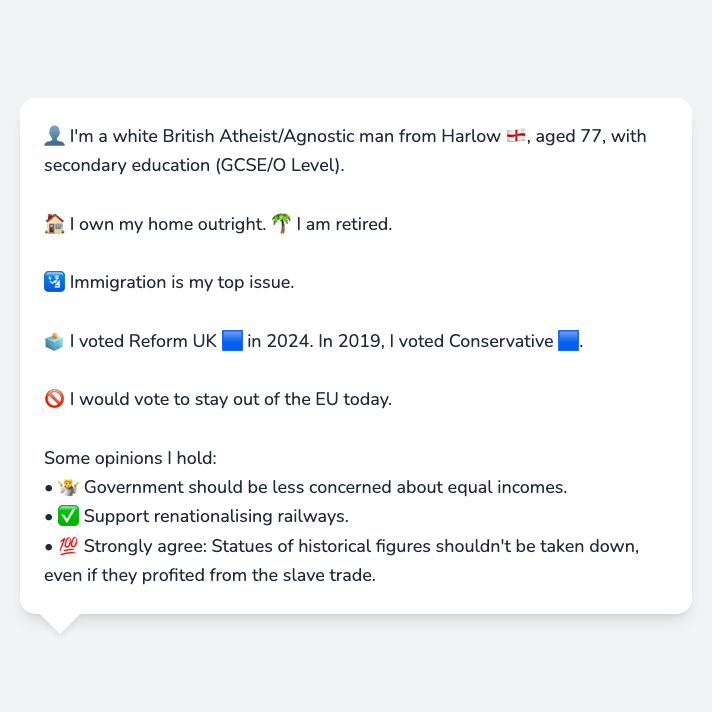 👤 I'm a white British Atheist/Agnostic man from Harlow 🏴󠁧󠁢󠁥󠁮󠁧󠁿, aged 77, with
secondary education (GCSE/O Level).
🏠 I own my home outright. 🌴 I am retired.
🛂 Immigration is my top issue.
🗳️ I voted Reform UK 🟦 in 2024. In 2019, I voted Conservative 🟦.
🚫 I would vote to stay out of the EU today.
Some opinions I hold:
• 🤷 Government should be less concerned about equal incomes.
• ✅ Support renationalising railways.
• 💯 Strongly agree: Statues of historical figures shouldn't be taken down,
even if they profited from the slave trade.